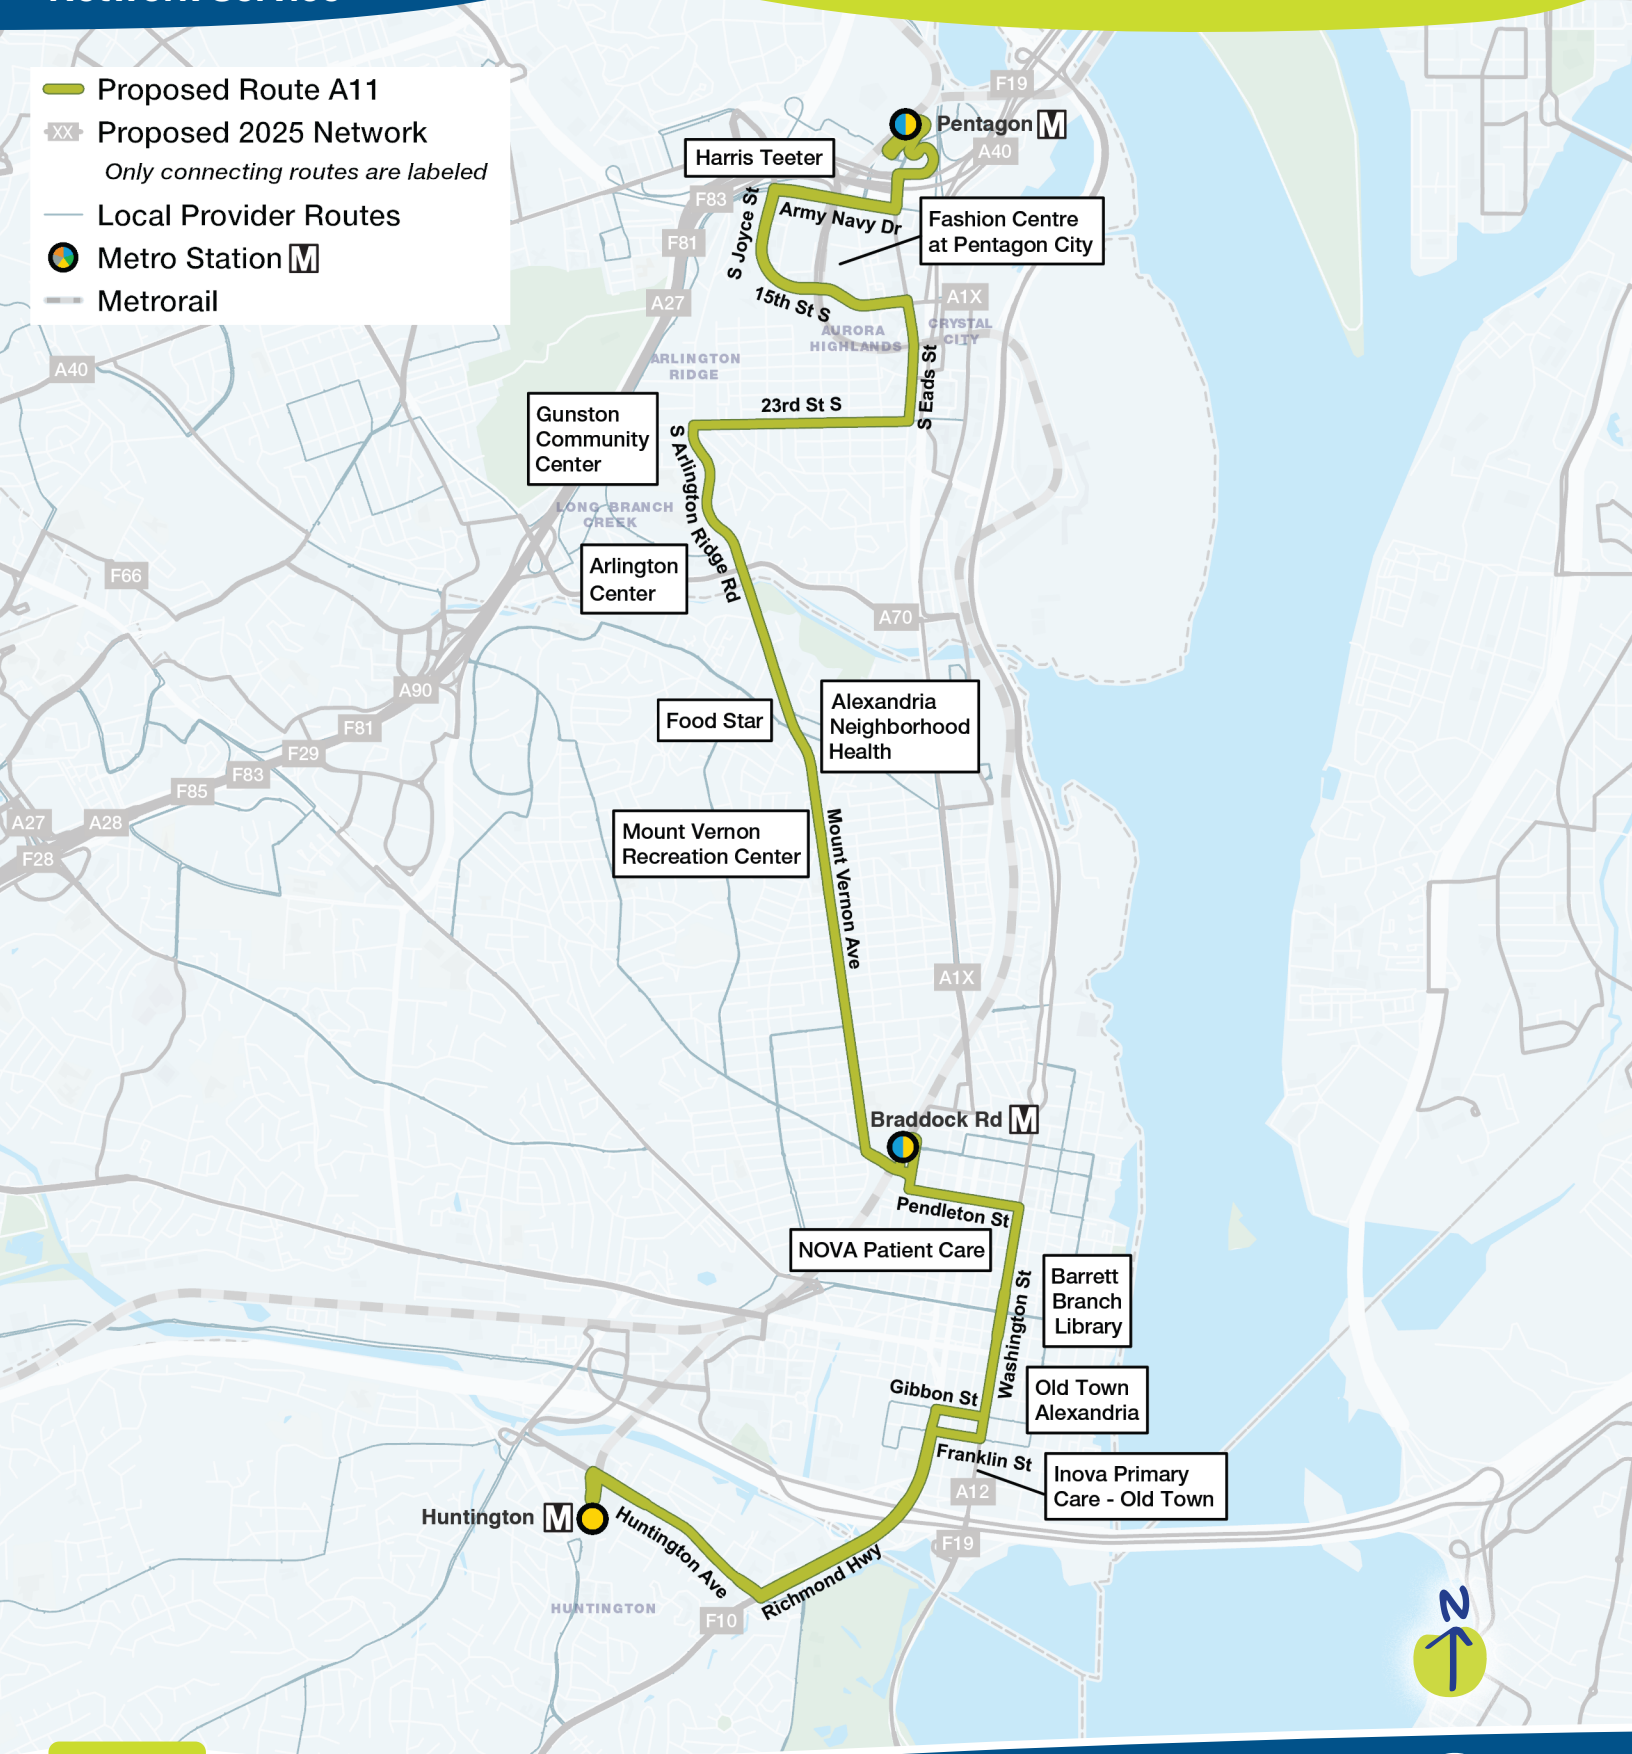 Network Service
Proposed Route A11
XX Proposed 2025 Network
Only connecting routes are labeled
Local Provider Routes
Metro Station M
Metrorail
F19
Pentagon M
A40
Harris Teeter
F83
S Joyce St
Army Navy Dr
Fashion Centre
at Pentagon City
F81
A27
15th St S
A1X
AURORA
HIGHLANDS
CRYSTAL
CITY
ARLINGTON
RIDGE
A40
S Eads St
23rd St S
Gunston
Community
Center
S Arlington Ridge Rd
LONG BRANCH
CREEK
Arlington
Center
F66
A70
A90
Food Star
Alexandria
Neighborhood
Health
F81
F29
F83
F85
A27
A28
F28
Mount Vernon
Recreation Center
Mount Vernon Ave
A1X
Braddock Rd M
Pendleton St
NOVA Patient Care
Washington St
Barrett
Branch
Library
Gibbon St
Old Town
Alexandria
Franklin St
Inova Primary
Care - Old Town
A12
F19
Huntington M
Huntington Ave
Richmond Hwy
HUNTINGTON
F10
N